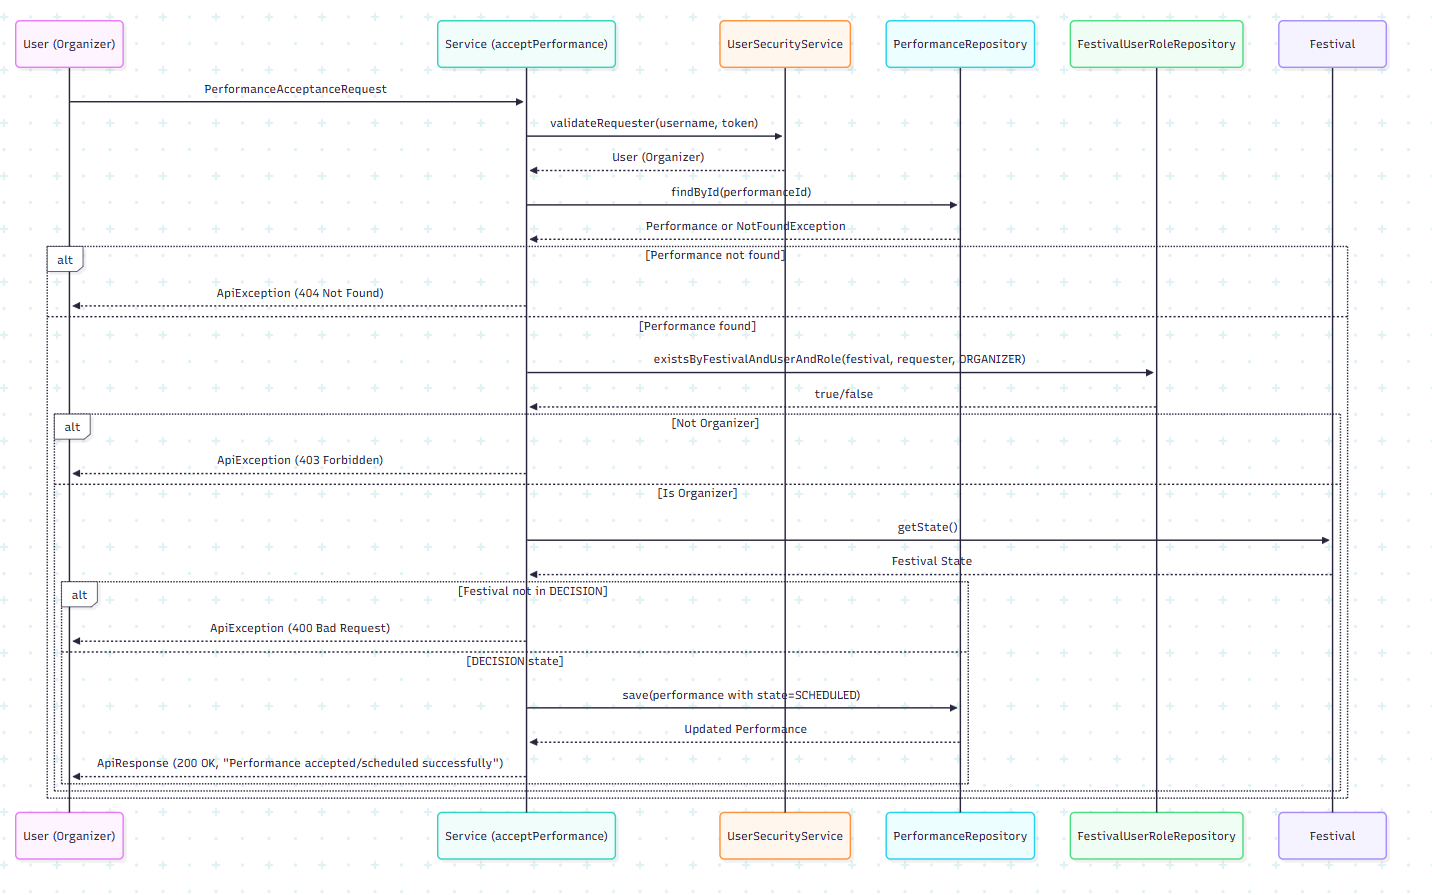 User (Organizer)
Service (acceptPerformance)
UserSecurityService
PerformanceRepository
FestivalUserRoleRepository
Festival
PerformanceAcceptanceRequest
validateRequester(username, token)
User (Organizer)
findById(performanceId)
Performance or NotFoundException
alt
[Performance not found]
ApiException (404 Not Found)
[Performance found]
existsByFestivalAndUserAndRole(festival, requester, ORGANIZER)
true/false
alt
[Not Organizer]
ApiException (403 Forbidden)
[Is Organizer]
getState()
Festival State
alt
[Festival not in DECISION]
ApiException (400 Bad Request)
[DECISION state]
save(performance with state=SCHEDULED)
Updated Performance
ApiResponse (200 OK, "Performance accepted/scheduled successfully")
User (Organizer)
Service (acceptPerformance)
UserSecurityService
PerformanceRepository
FestivalUserRoleRepository
Festival